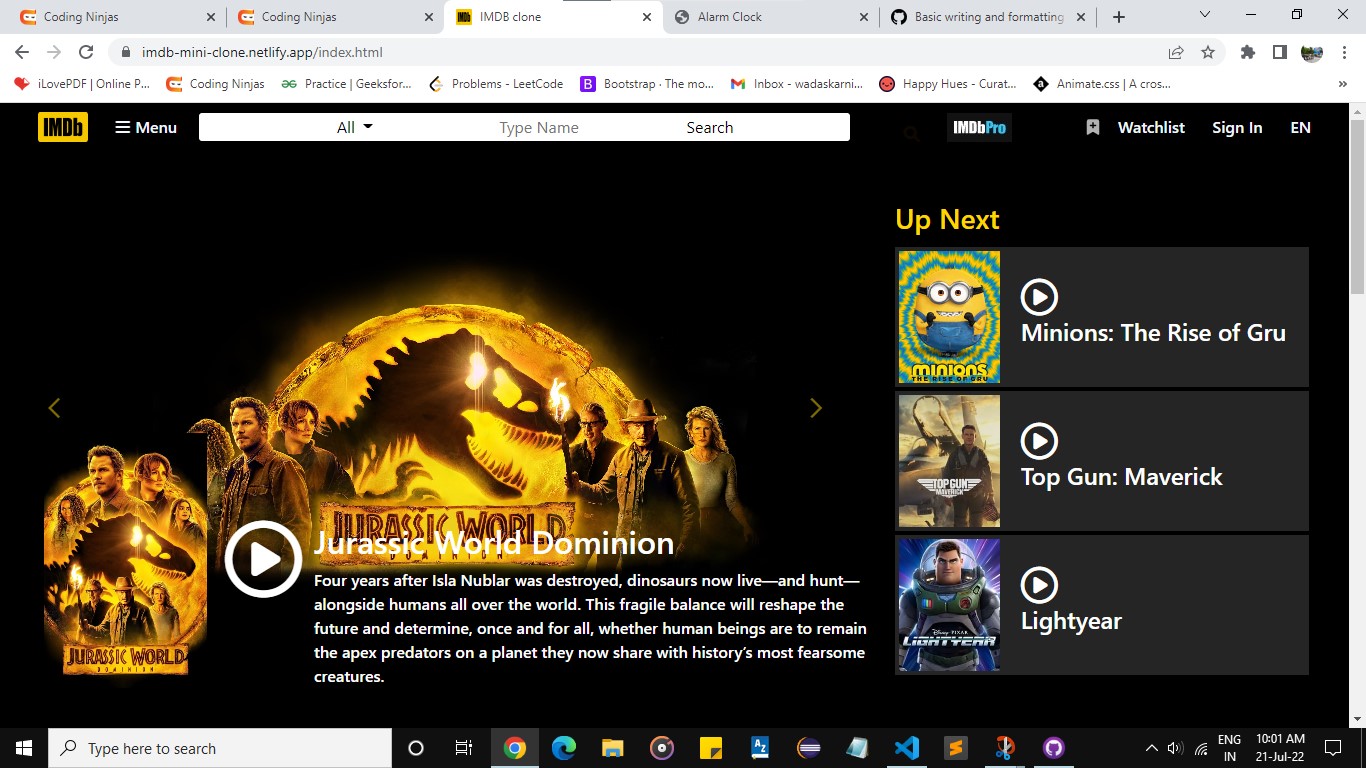 Coding Ninjas
Coding Ninjas
IMDb IMDB clone
Alarm Clock
Basic writing and formatting
imdb-mini-clone.netlify.app/index.html
iLovePDF | Online P...
Coding Ninjas
Practice | Geeksfor...
Problems - LeetCode
B Bootstrap · The mo...
Inbox - wadaskarni...
Happy Hues - Curat...
a Animate.css | A cros...
»
IMDb Menu All Type Name Search IMDbPro Watchlist Sign In EN
Up Next
MINIONS
THE RISE OF GRU
Minions: The Rise of Gru
TOP GUN
MAVERICK
Top Gun: Maverick
Disney PIXAR
LIGHTYEAR
Lightyear
JURASSIC WORLD
DOMINION
Jurassic World Dominion
Four years after Isla Nublar was destroyed, dinosaurs now live—and hunt—
alongside humans all over the world. This fragile balance will reshape the
future and determine, once and for all, whether human beings are to remain
the apex predators on a planet they now share with history’s most fearsome
creatures.
JURASSIC WORLD
DOMINION
Type here to search
A Z
ENG
IN
10:01 AM
21-Jul-22